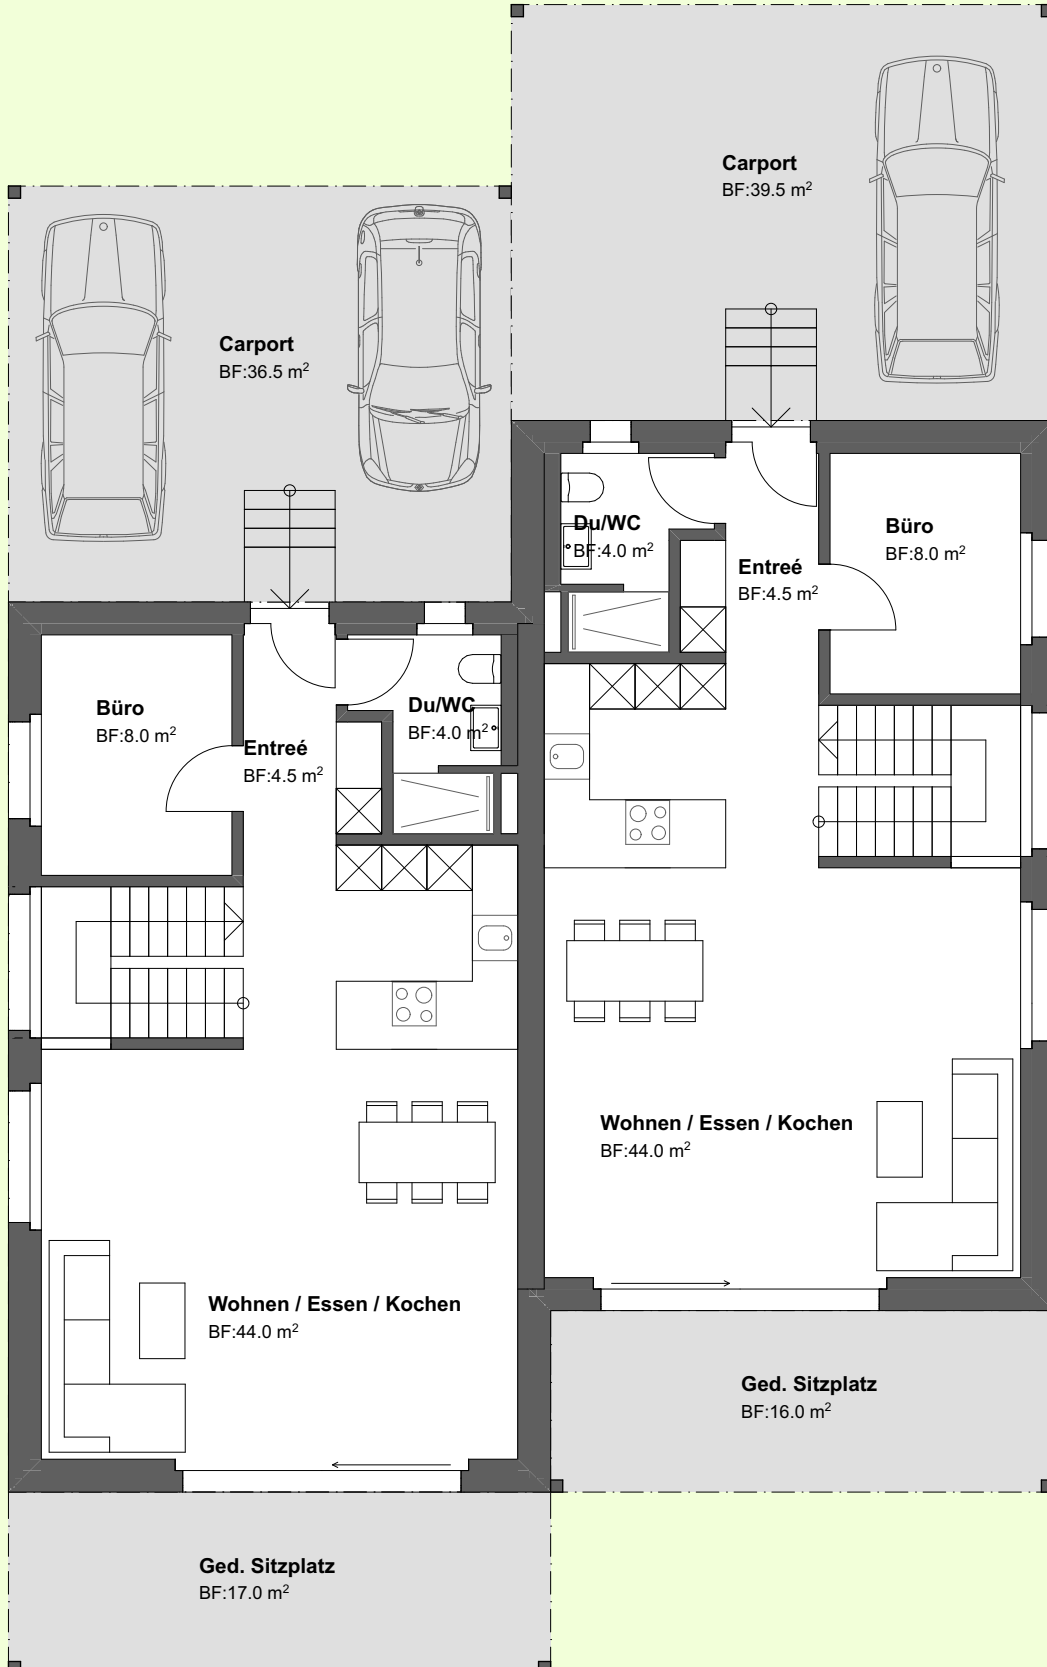 Carport
BF:39.5 m²
Carport
BF:36.5 m²
Du/WC
BF:4.0 m²
Büro
BF:8.0 m²
Entreé
BF:4.5 m²
Büro
BF:8.0 m²
Du/WC
BF:4.0 m²
Entreé
BF:4.5 m²
Wohnen / Essen / Kochen
BF:44.0 m²
Wohnen / Essen / Kochen
BF:44.0 m²
Ged. Sitzplatz
BF:16.0 m²
Ged. Sitzplatz
BF:17.0 m²